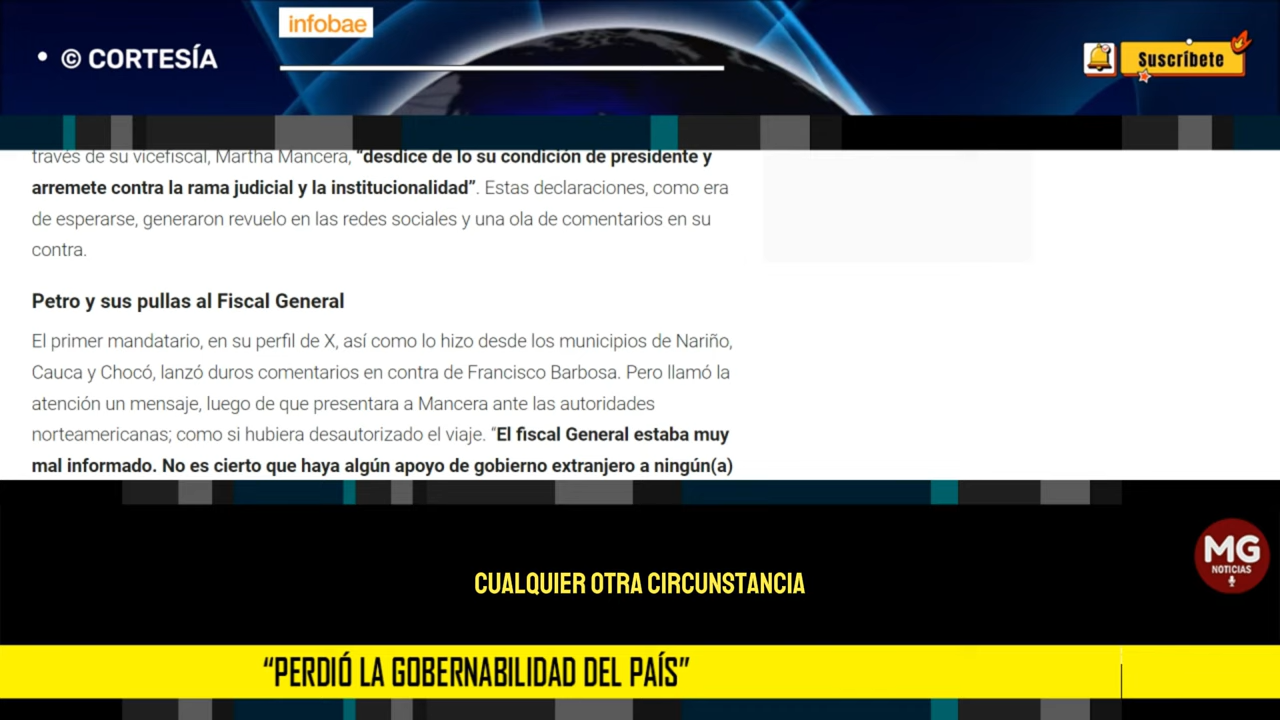 infobae
• © CORTESÍA
Suscríbete
través de su vicefiscal, Martha Mancera, “desdice de lo su condición de presidente y
arremete contra la rama judicial y la institucionalidad”. Estas declaraciones, como era
de esperarse, generaron revuelo en las redes sociales y una ola de comentarios en su
contra.
Petro y sus pullas al Fiscal General
El primer mandatario, en su perfil de X, así como lo hizo desde los municipios de Nariño,
Cauca y Chocó, lanzó duros comentarios en contra de Francisco Barbosa. Pero llamó la
atención un mensaje, luego de que presentara a Mancera ante las autoridades
norteamericanas; como si hubiera desautorizado el viaje. “El fiscal General estaba muy
mal informado. No es cierto que haya algún apoyo de gobierno extranjero a ningún(a)
MG
NOTICIAS
CUALQUIER OTRA CIRCUNSTANCIA
“PERDIÓ LA GOBERNABILIDAD DEL PAÍS”